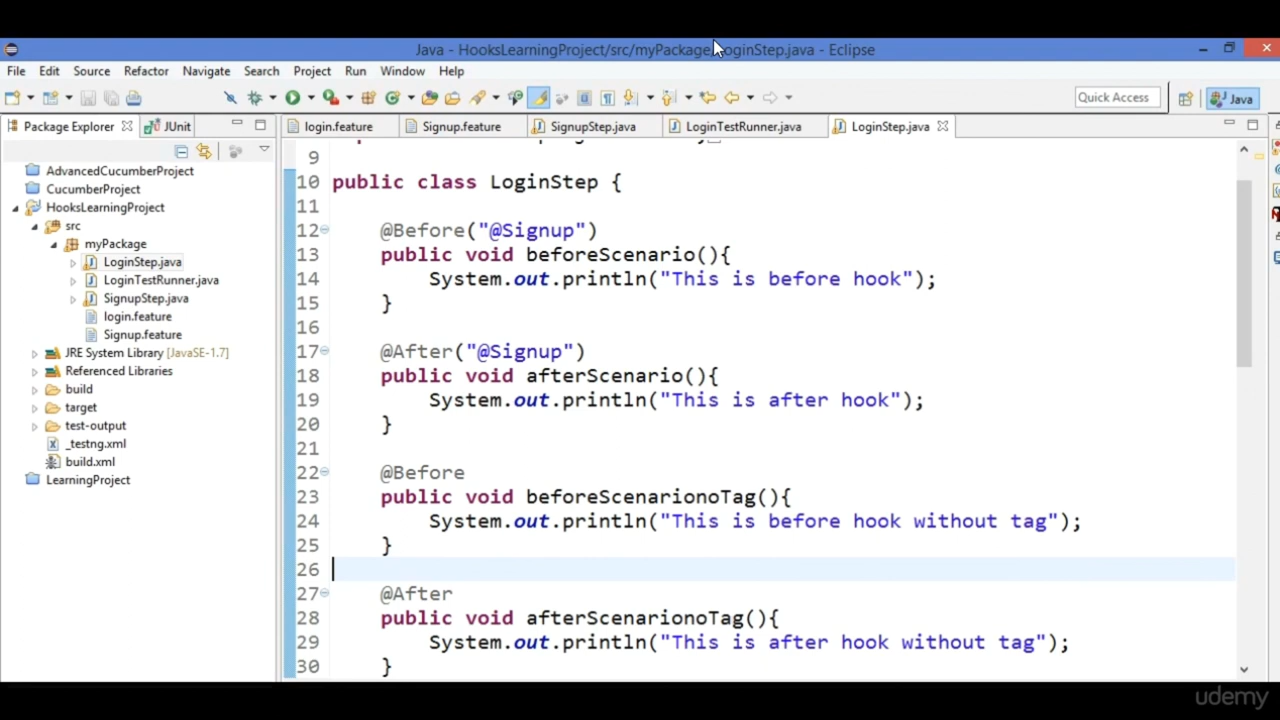 Java - HooksLearningProject/src/myPackage/LoginStep.java - Eclipse
File Edit Source Refactor Navigate Search Project Run Window Help
Quick Access
Java
Package Explorer
JUnit
login.feature
Signup.feature
SignupStep.java
LoginTestRunner.java
LoginStep.java
AdvancedCucumberProject
CucumberProject
HooksLearningProject
src
myPackage
LoginStep.java
LoginTestRunner.java
SignupStep.java
login.feature
Signup.feature
JRE System Library [JavaSE-1.7]
Referenced Libraries
build
target
test-output
_testng.xml
build.xml
LearningProject
9
10 public class LoginStep {
11
12 @Before("@Signup")
13 public void beforeScenario(){
14 System.out.println("This is before hook");
15 }
16
17 @After("@Signup")
18 public void afterScenario(){
19 System.out.println("This is after hook");
20 }
21
22 @Before
23 public void beforeScenarionoTag(){
24 System.out.println("This is before hook without tag");
25 }
26
27 @After
28 public void afterScenarionoTag(){
29 System.out.println("This is after hook without tag");
30 }
udemy